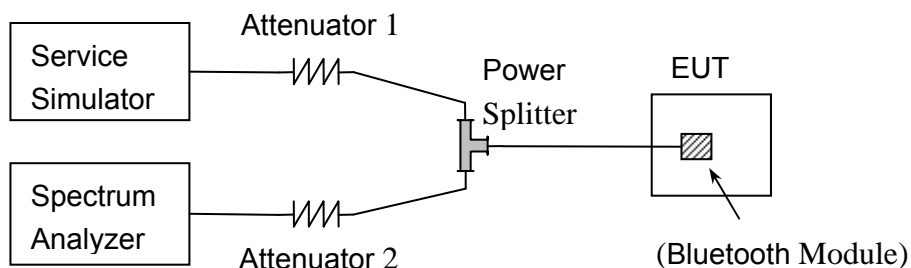 Attenuator 1
Service
Simulator
Power
Splitter
EUT
Spectrum
Analyzer
Attenuator 2
(Bluetooth Module)